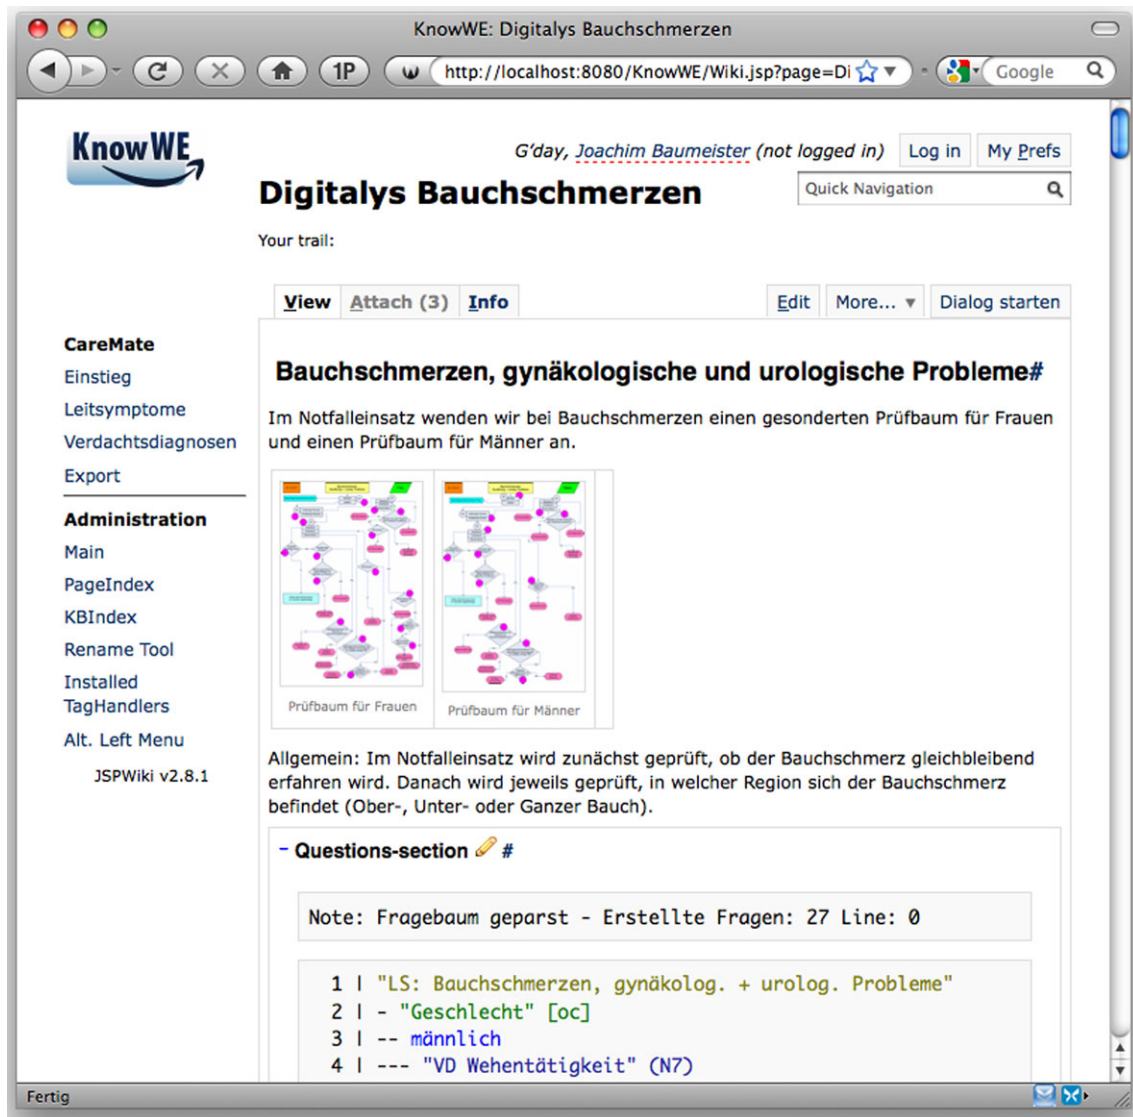 KnowWE: Digitalys Bauchschmerzen
1P
http://localhost:8080/KnowWE/Wiki.jsp?page=Di
Google
KnowWE
G'day, Joachim Baumeister (not logged in) Log in My Prefs
Digitalys Bauchschmerzen
Quick Navigation
Your trail:
View Attach (3) Info Edit More... Dialog starten
CareMate
Einstieg
Leitsymptome
Verdachtsdiagnosen
Export
Administration
Main
PageIndex
KBIndex
Rename Tool
Installed
TagHandlers
Alt. Left Menu
JSPWiki v2.8.1
Bauchschmerzen, gynäkologische und urologische Probleme#
Im Notfalleinsatz wenden wir bei Bauchschmerzen einen gesonderten Prüfbaum für Frauen
und einen Prüfbaum für Männer an.
Prüfbaum für Frauen
Prüfbaum für Männer
Allgemein: Im Notfalleinsatz wird zunächst geprüft, ob der Bauchschmerz gleichbleibend
erfahren wird. Danach wird jeweils geprüft, in welcher Region sich der Bauchschmerz
befindet (Ober-, Unter- oder Ganzer Bauch).
- Questions-section #
Note: Fragebaum geparst - Erstellte Fragen: 27 Line: 0
1 | "LS: Bauchschmerzen, gynäkolog. + urolog. Probleme"
2 | - "Geschlecht" [oc]
3 | -- männlich
4 | --- "VD Wehentätigkeit" (N7)
Fertig